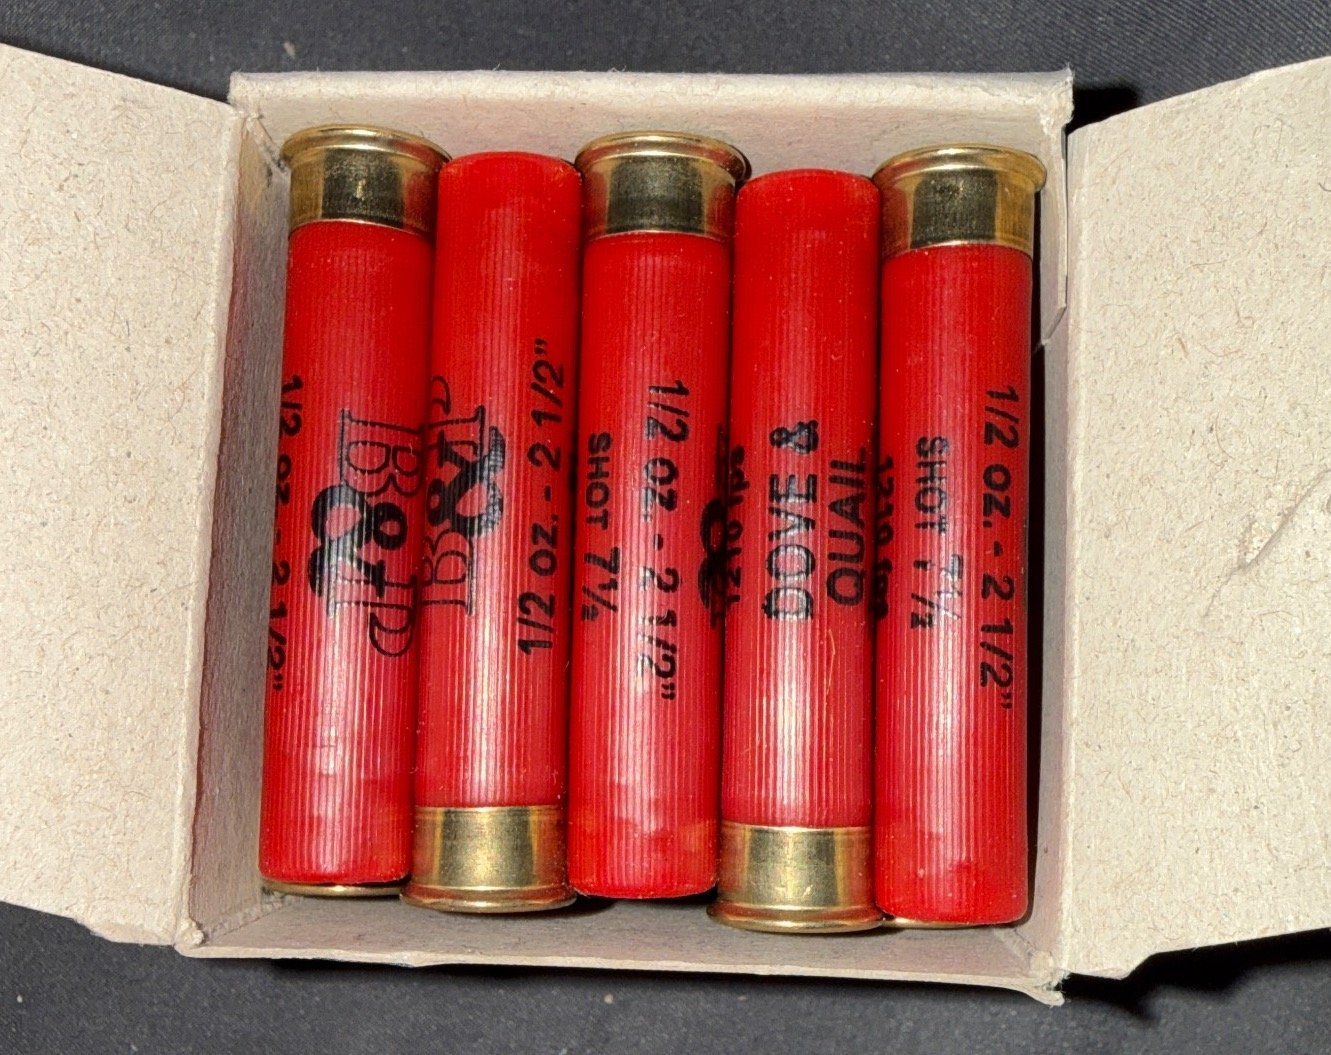 1/2 oz. - 2 1/2"
B&P
B&P
1/2 oz. - 2 1/2"
SHOT 7½
1/2 oz. - 2 1/2"
&
DOVE &
QUAIL
SHOT 7½
1/2 oz. - 2 1/2"